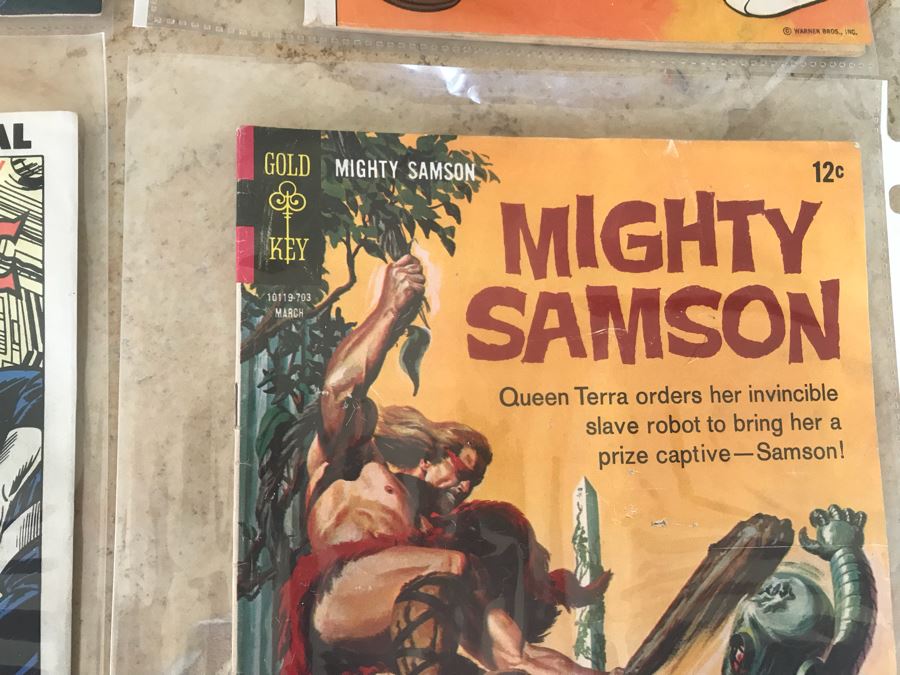 © WARNER BROS., INC.
AL
GOLD
KEY
MIGHTY SAMSON
12c
10119-703
MARCH
MIGHTY
SAMSON
Queen Terra orders her invincible
slave robot to bring her a
prize captive—Samson!